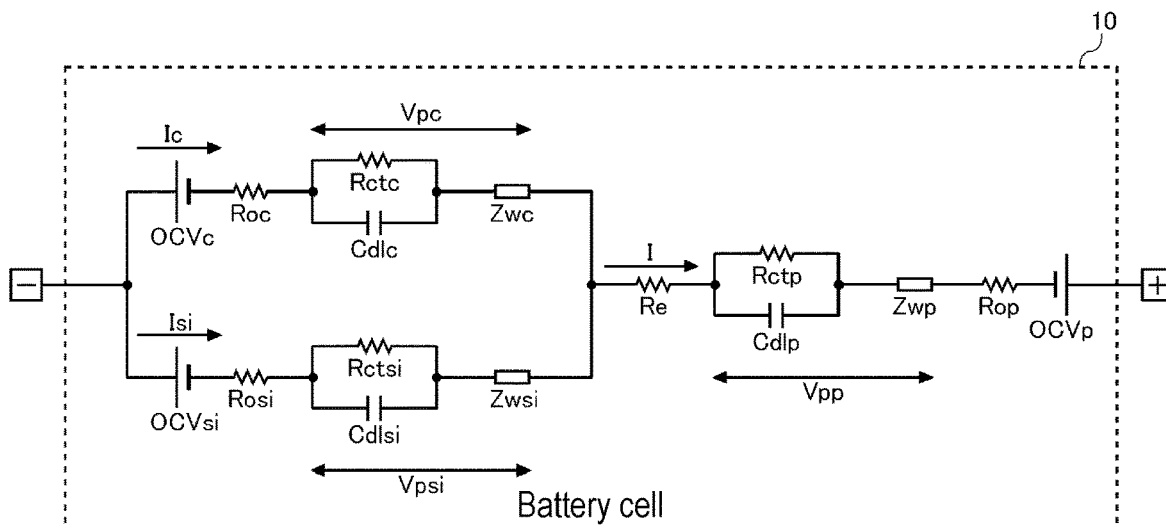 10
Vpc
Ic
Rctc
Roc
Zwc
OCVc
Cdlc
I
Rctp
−
Re
Zwp
Rop
+
OCVp
Cdlp
Isi
Rctsi
Rosi
Zwsi
OCVsi
Cdlsi
Vpp
Vpsi
Battery cell